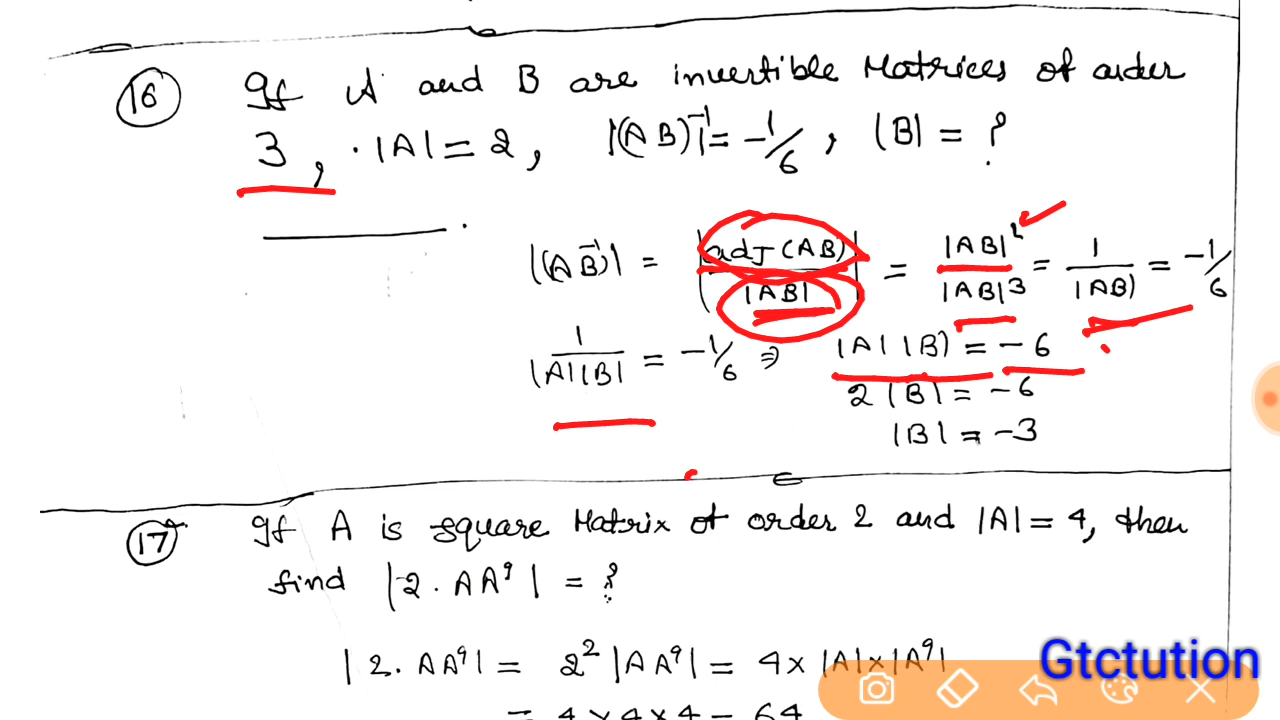 16 If A and B are invertible Matrices of order
3, |A| = 2, |(AB)⁻¹| = -1/6, |B| = ?
|(AB)⁻¹| = |adj(AB)/|AB|| = |AB|²/|AB|³ = 1/|AB| = -1/6
1/|A||B| = -1/6 ⇒ |A||B| = -6
2|B| = -6
|B| = -3
17 If A is square Matrix of order 2 and |A| = 4, then
find |2.AA'| = ?
|2.AA'| = 2²|AA'| = 4×|A|×|A'|
= 4×4×4 = 64
Gtctution